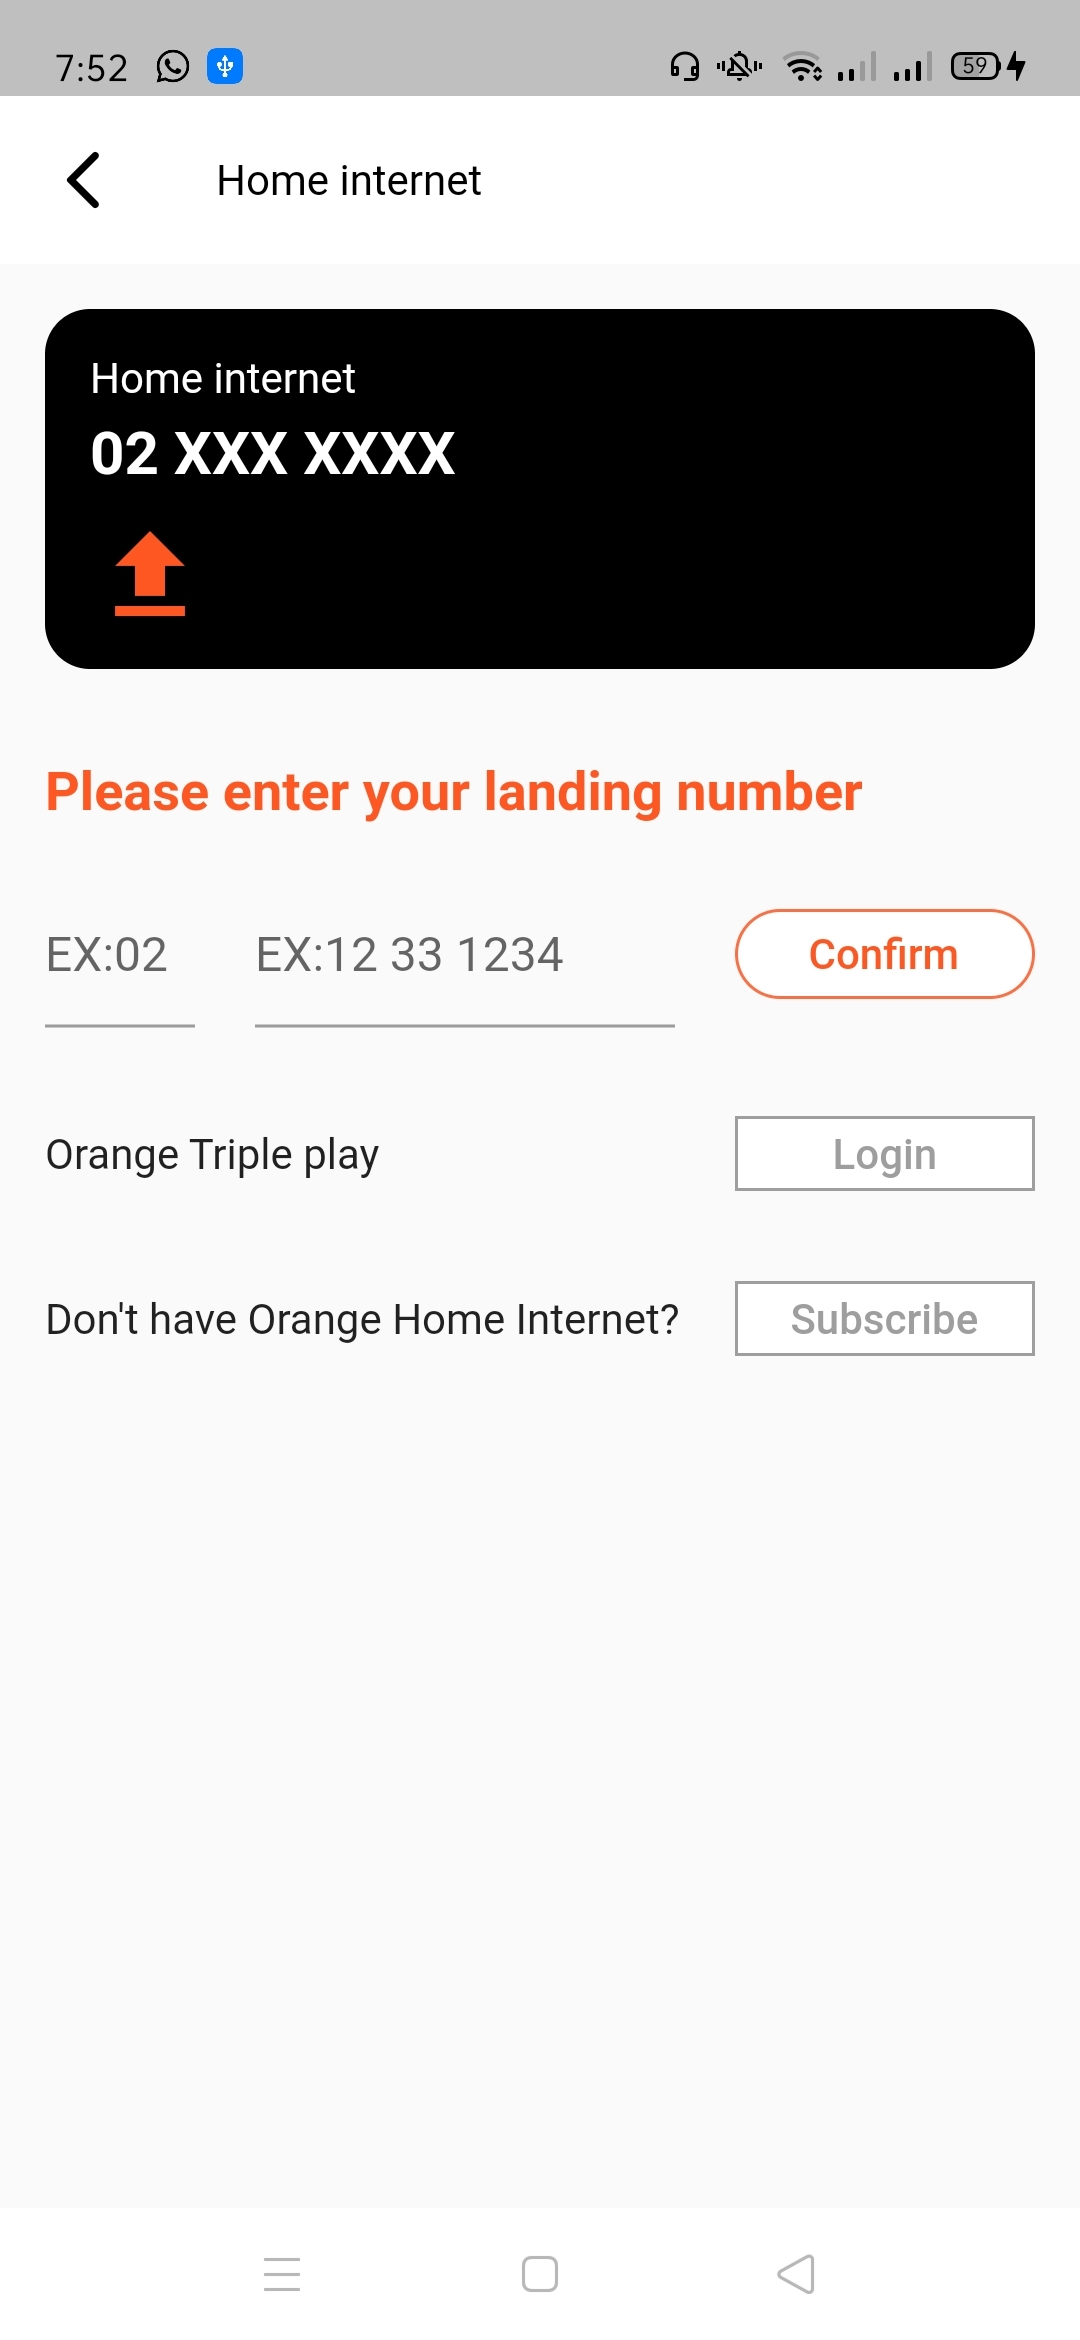 7:52
59
Home internet
Home internet
02 XXX XXXX
Please enter your landing number
EX:02 EX:12 33 1234 Confirm
Orange Triple play Login
Don't have Orange Home Internet? Subscribe